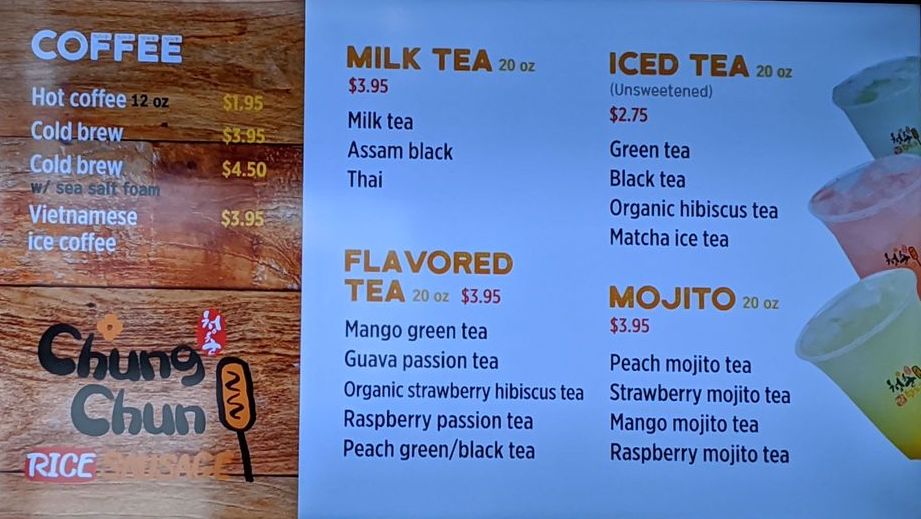 COFFEE
Hot coffee 12 oz $1.95
Cold brew $3.95
Cold brew $4.50
w/ sea salt foam
Vietnamese $3.95
ice coffee
청춘
Chung
Chun
RICE SAUSAGE
MILK TEA 20 oz
$3.95
Milk tea
Assam black
Thai
FLAVORED
TEA 20 oz $3.95
Mango green tea
Guava passion tea
Organic strawberry hibiscus tea
Raspberry passion tea
Peach green/black tea
ICED TEA 20 oz
(Unsweetened)
$2.75
Green tea
Black tea
Organic hibiscus tea
Matcha ice tea
MOJITO 20 oz
$3.95
Peach mojito tea
Strawberry mojito tea
Mango mojito tea
Raspberry mojito tea